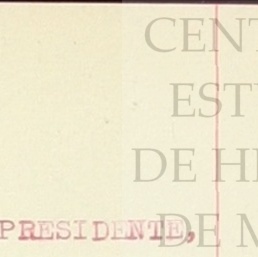 CENT
EST
DE H
PRESIDENTE,
DE M